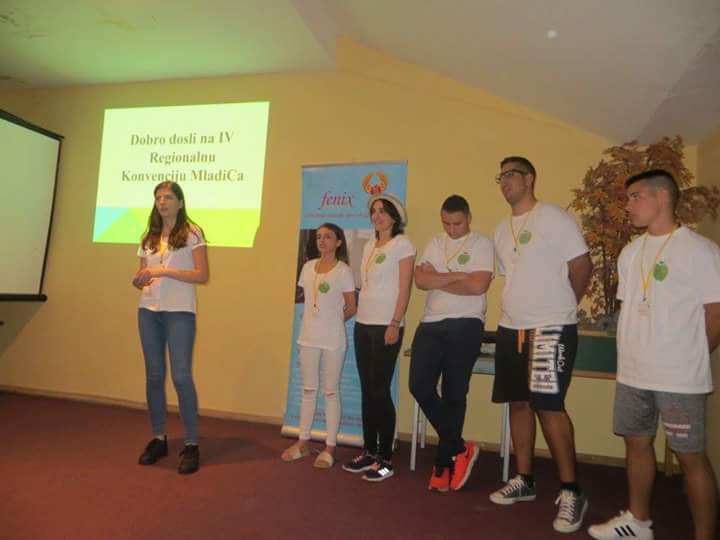 Dobro dosli na IV
Regionalnu
Konvenciju MladiCa
fenix
LIMITED